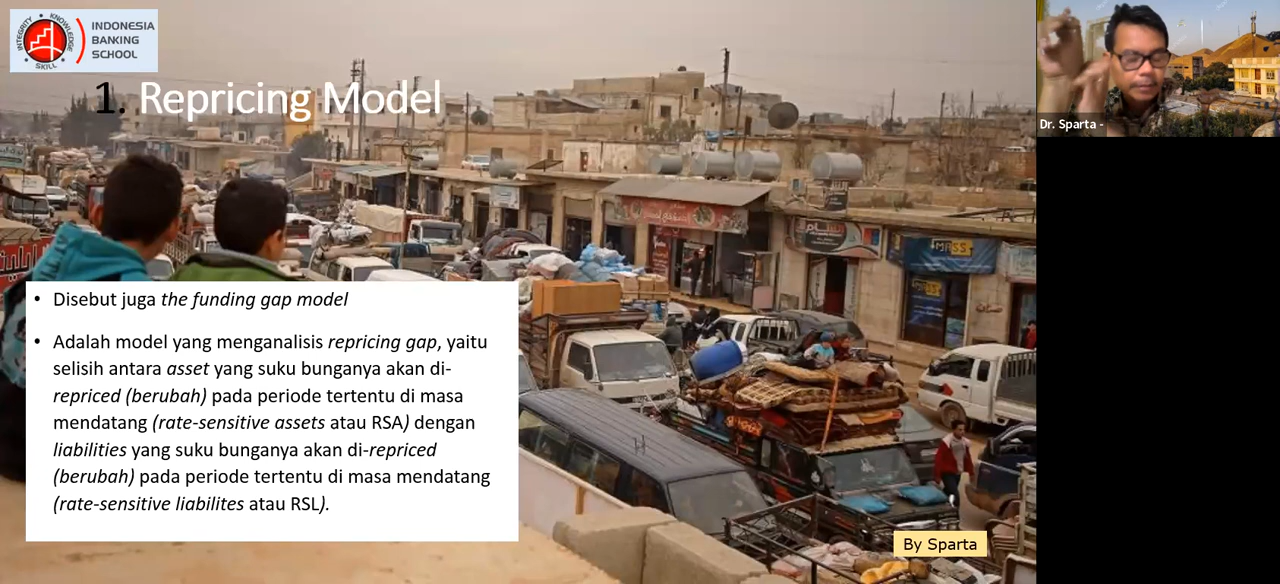 INTEGRITY • KNOWLEDGE • SKILL
INDONESIA
BANKING
SCHOOL
1. Repricing Model
Dr. Sparta -
• Disebut juga the funding gap model
• Adalah model yang menganalisis repricing gap, yaitu
selisih antara asset yang suku bunganya akan di-
repriced (berubah) pada periode tertentu di masa
mendatang (rate-sensitive assets atau RSA) dengan
liabilities yang suku bunganya akan di-repriced
(berubah) pada periode tertentu di masa mendatang
(rate-sensitive liabilites atau RSL).
MASS
By Sparta